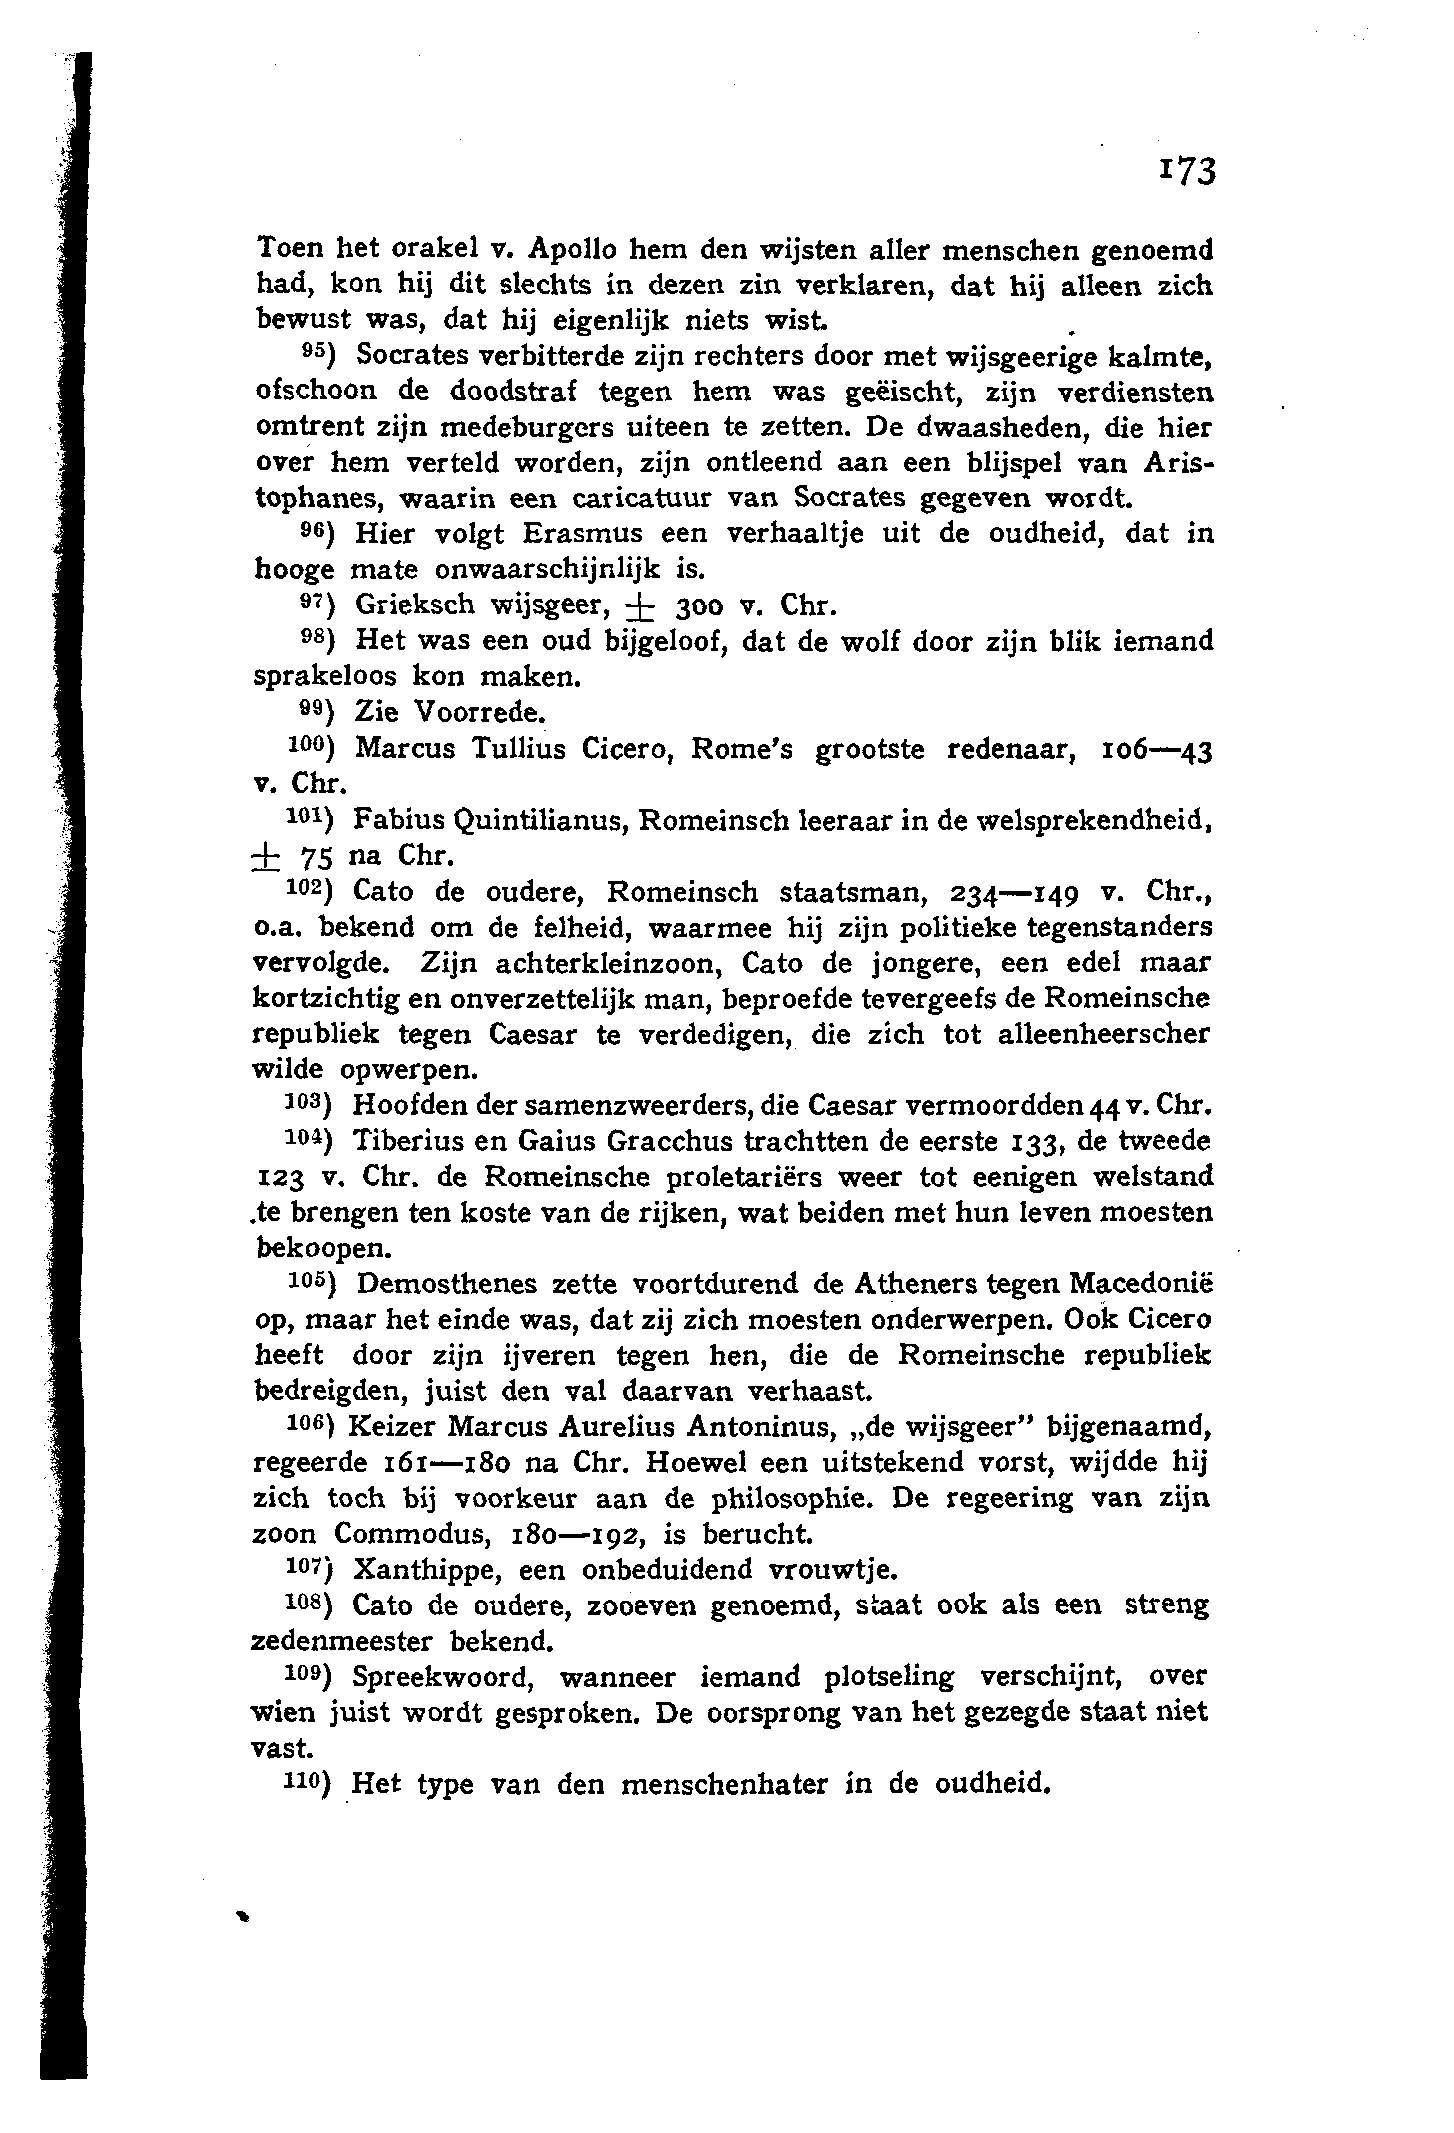 173
Toen het orakel v. Apollo hem den wijsten aller menschen genoemd
had, kon hij dit slechts in dezen zin verklaren, dat hij alleen zich
bewust was, dat hij eigenlijk niets wist.
95) Socrates verbitterde zijn rechters door met wijsgeerige kalmte,
ofschoon de doodstraf tegen hem was geëischt, zijn verdiensten
omtrent zijn medeburgers uiteen te zetten. De dwaasheden, die hier
over hem verteld worden, zijn ontleend aan een blijspel van Aris-
tophanes, waarin een caricatuur van Socrates gegeven wordt.
96) Hier volgt Erasmus een verhaaltje uit de oudheid, dat in
hooge mate onwaarschijnlijk is.
97) Grieksch wijsgeer, ± 300 v. Chr.
98) Het was een oud bijgeloof, dat de wolf door zijn blik iemand
sprakeloos kon maken.
99) Zie Voorrede.
100) Marcus Tullius Cicero, Rome's grootste redenaar, 106—43
v. Chr.
101) Fabius Quintilianus, Romeinsch leeraar in de welsprekendheid,
± 75 na Chr.
102) Cato de oudere, Romeinsch staatsman, 234—149 v. Chr.,
o.a. bekend om de felheid, waarmee hij zijn politieke tegenstanders
vervolgde. Zijn achterkleinzoon, Cato de jongere, een edel maar
kortzichtig en onverzettelijk man, beproefde tevergeefs de Romeinsche
republiek tegen Caesar te verdedigen, die zich tot alleenheerscher
wilde opwerpen.
103) Hoofden der samenzweerders, die Caesar vermoordden 44 v. Chr.
104) Tiberius en Gaius Gracchus trachtten de eerste 133, de tweede
123 v. Chr. de Romeinsche proletariërs weer tot eenigen welstand
te brengen ten koste van de rijken, wat beiden met hun leven moesten
bekoopen.
105) Demosthenes zette voortdurend de Atheners tegen Macedonië
op, maar het einde was, dat zij zich moesten onderwerpen. Ook Cicero
heeft door zijn ijveren tegen hen, die de Romeinsche republiek
bedreigden, juist den val daarvan verhaast.
106) Keizer Marcus Aurelius Antoninus, „de wijsgeer” bijgenaamd,
regeerde 161—180 na Chr. Hoewel een uitstekend vorst, wijdde hij
zich toch bij voorkeur aan de philosophie. De regeering van zijn
zoon Commodus, 180—192, is berucht.
107) Xanthippe, een onbeduidend vrouwtje.
108) Cato de oudere, zooeven genoemd, staat ook als een streng
zedenmeester bekend.
109) Spreekwoord, wanneer iemand plotseling verschijnt, over
wien juist wordt gesproken. De oorsprong van het gezegde staat niet
vast.
110) Het type van den menschenhater in de oudheid.